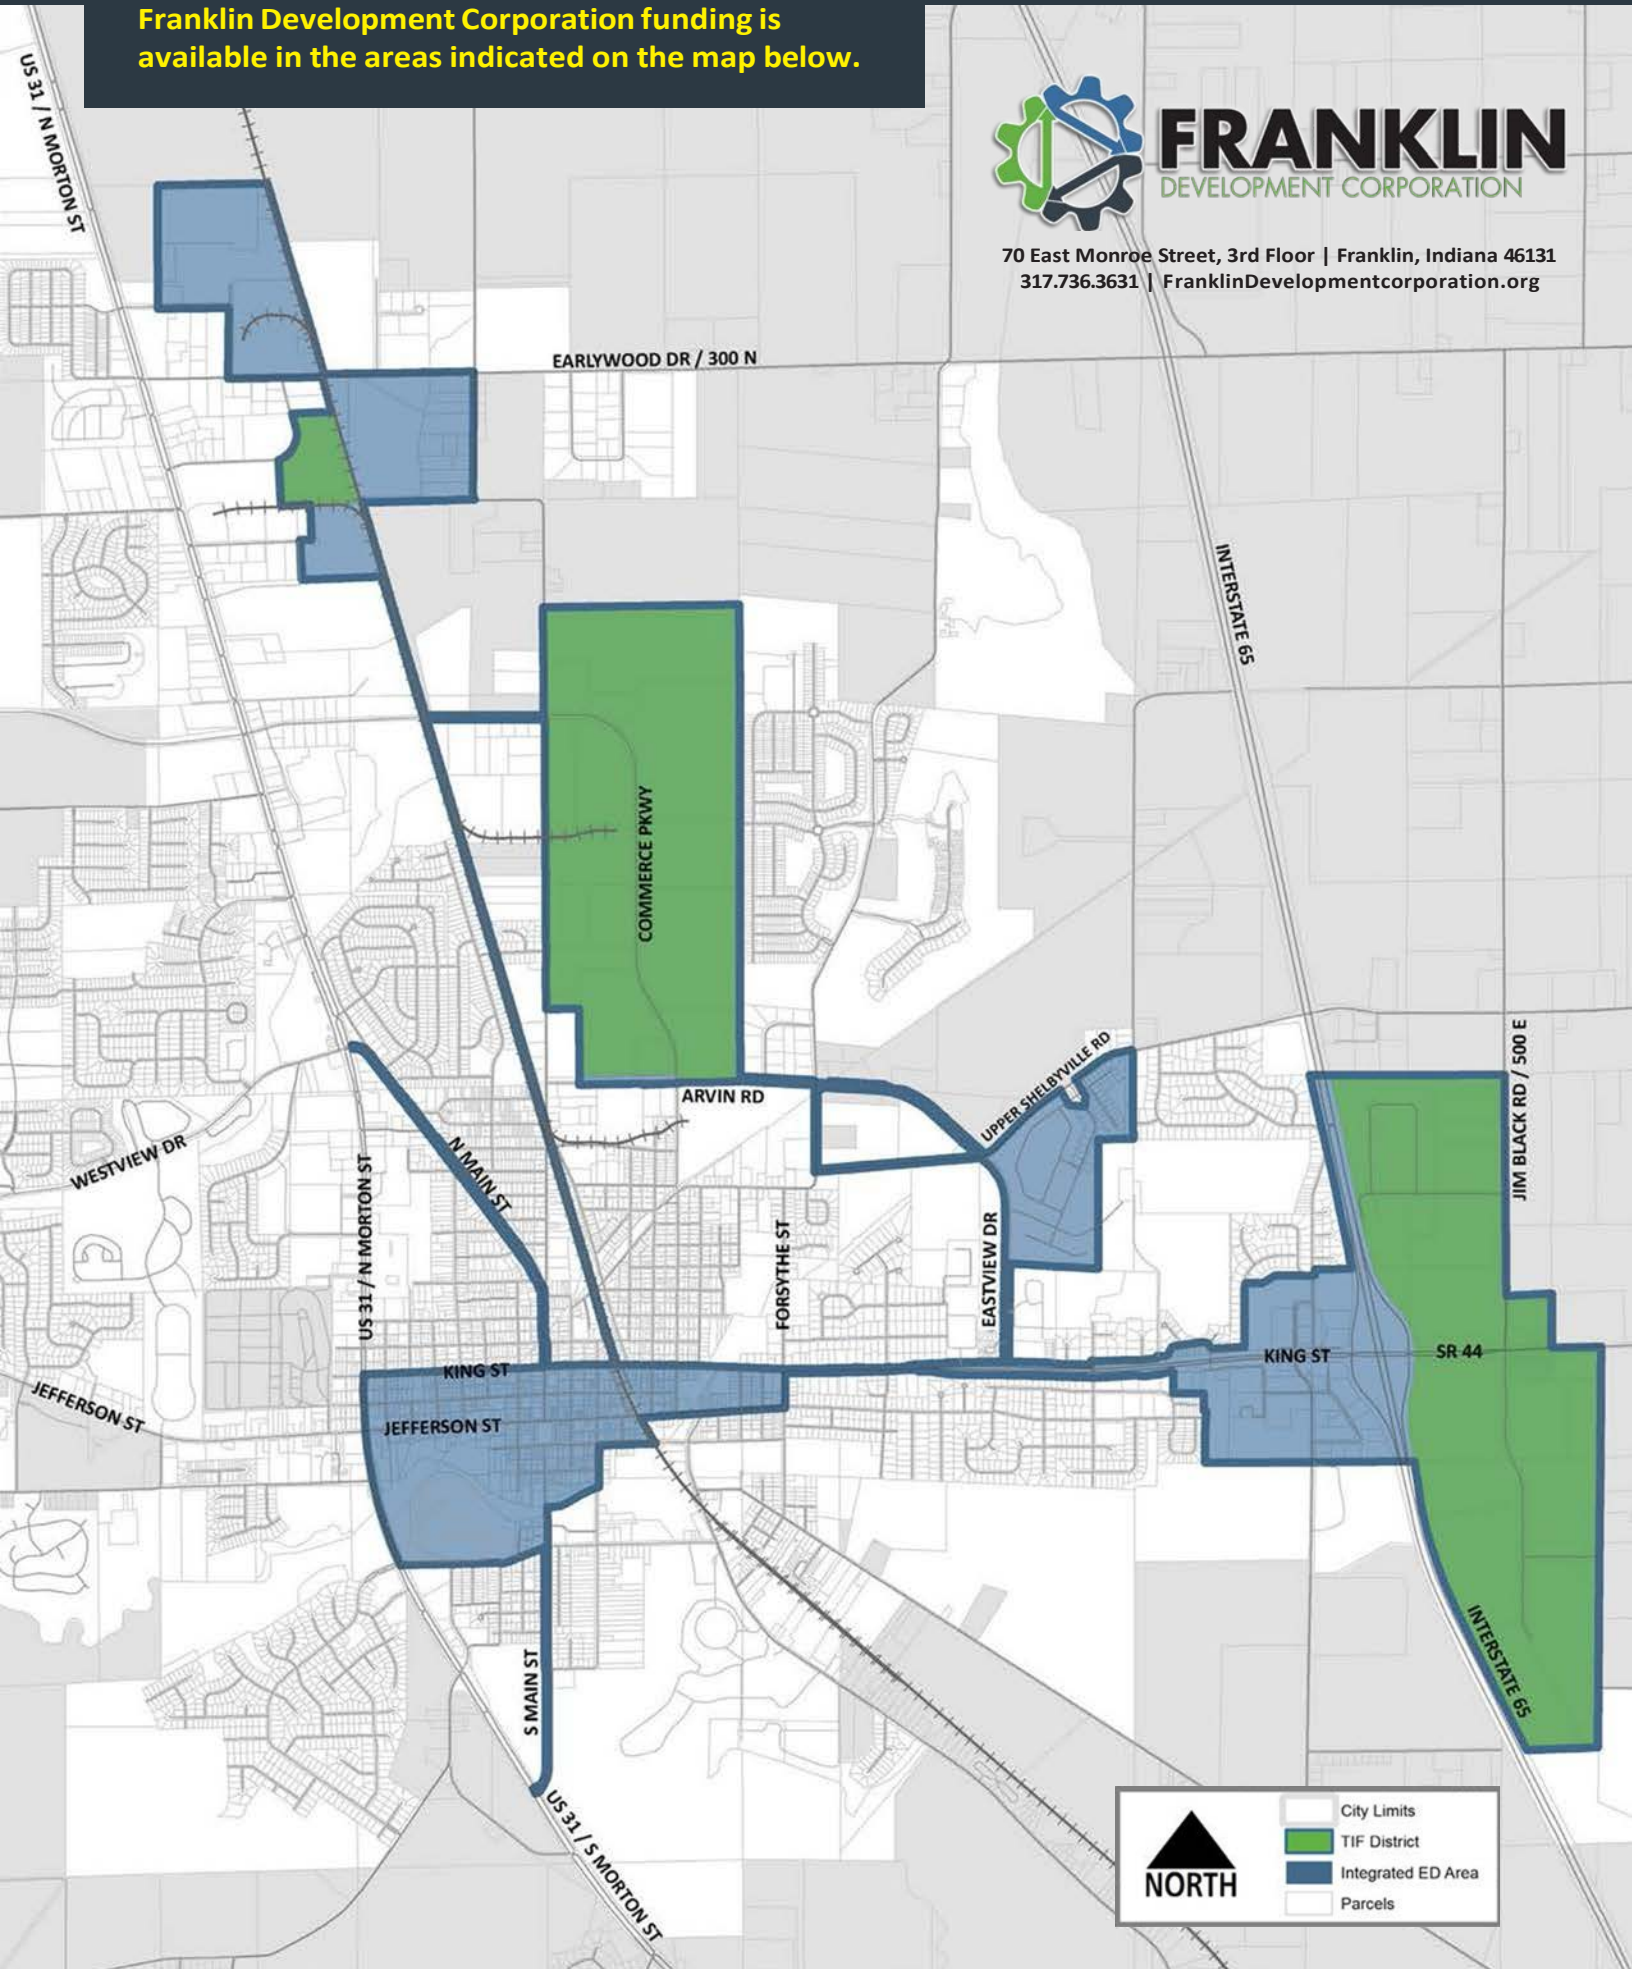 Franklin Development Corporation funding is
available in the areas indicated on the map below.
FRANKLIN
DEVELOPMENT CORPORATION
70 East Monroe Street, 3rd Floor | Franklin, Indiana 46131
317.736.3631 | FranklinDevelopmentcorporation.org
US 31 / N MORTON ST
EARLYWOOD DR / 300 N
INTERSTATE 65
COMMERCE PKWY
ARVIN RD
UPPER SHELBYVILLE RD
JIM BLACK RD / 500 E
WESTVIEW DR
N MAIN ST
US 31 / N MORTON ST
FORSYTHE ST
EASTVIEW DR
KING ST
KING ST
SR 44
JEFFERSON ST
JEFFERSON ST
S MAIN ST
INTERSTATE 65
US 31 / S MORTON ST
NORTH
City Limits
TIF District
Integrated ED Area
Parcels